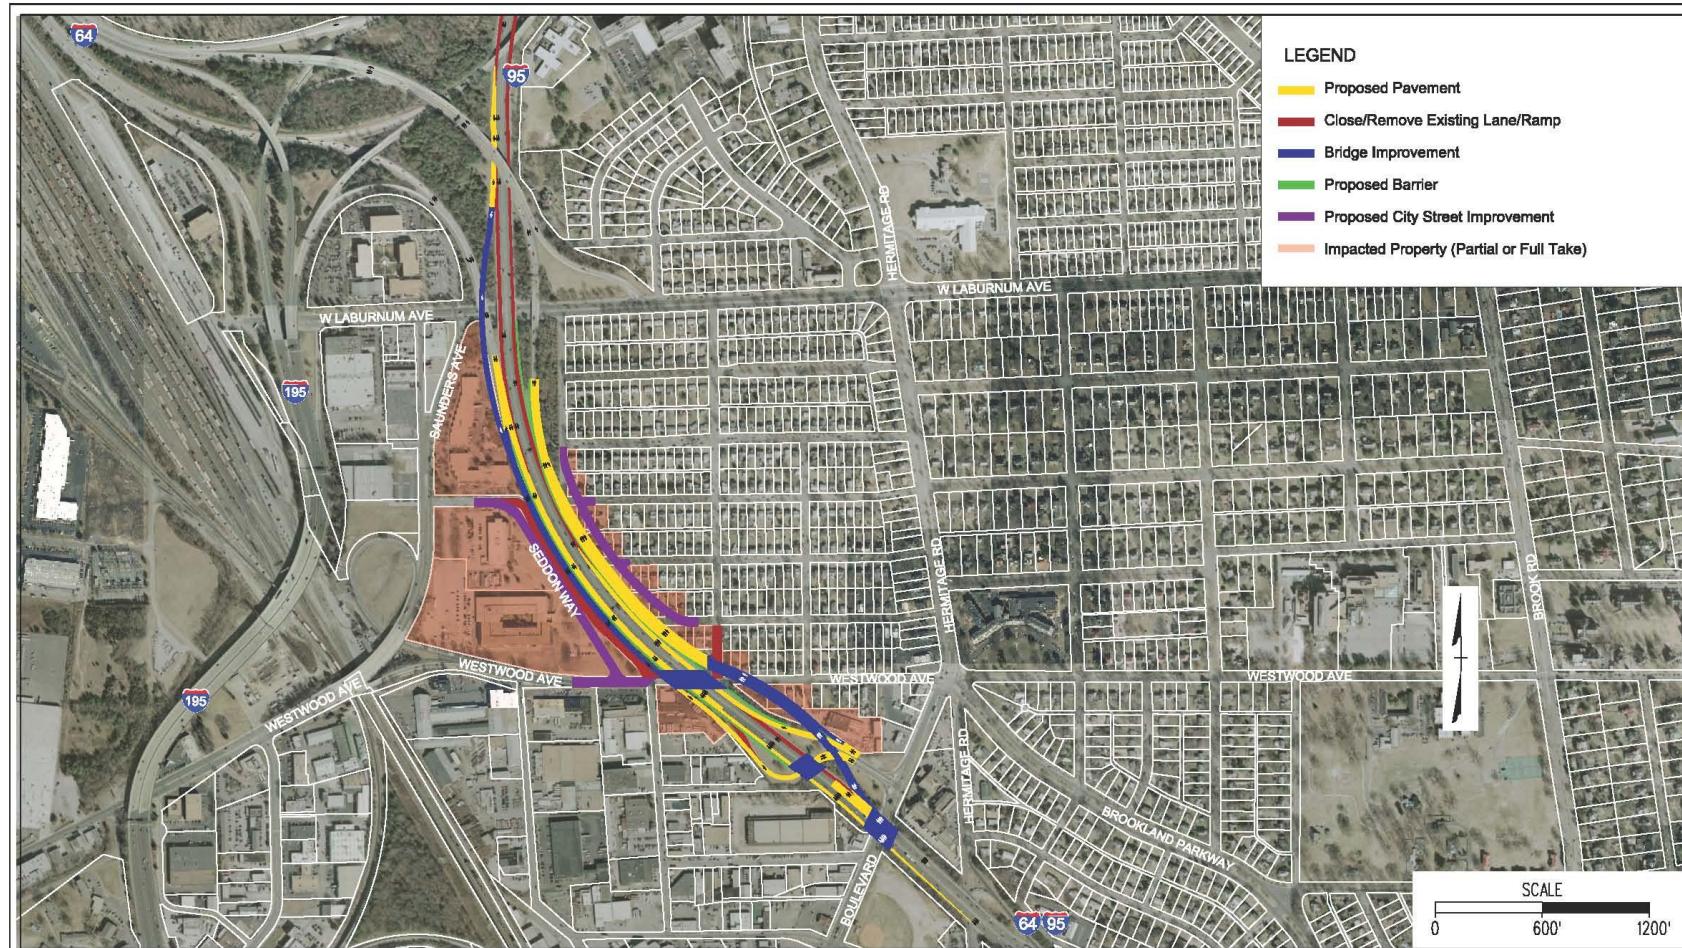 64
95
LEGEND
Proposed Pavement
Close/Remove Existing Lane/Ramp
Bridge Improvement
Proposed Barrier
Proposed City Street Improvement
Impacted Property (Partial or Full Take)
HERMITAGE RD
W LABURNUM AVE
W LABURNUM AVE
SAUNDERS AVE
195
SEDDON WAY
HERMITAGE RD
BROOK RD
WESTWOOD AVE
WESTWOOD AVE
WESTWOOD AVE
195
WESTWOOD AVE
HERMITAGE RD
BROOKLAND PARKWAY
BOULEVARD
64 95
SCALE
0 600' 1200'